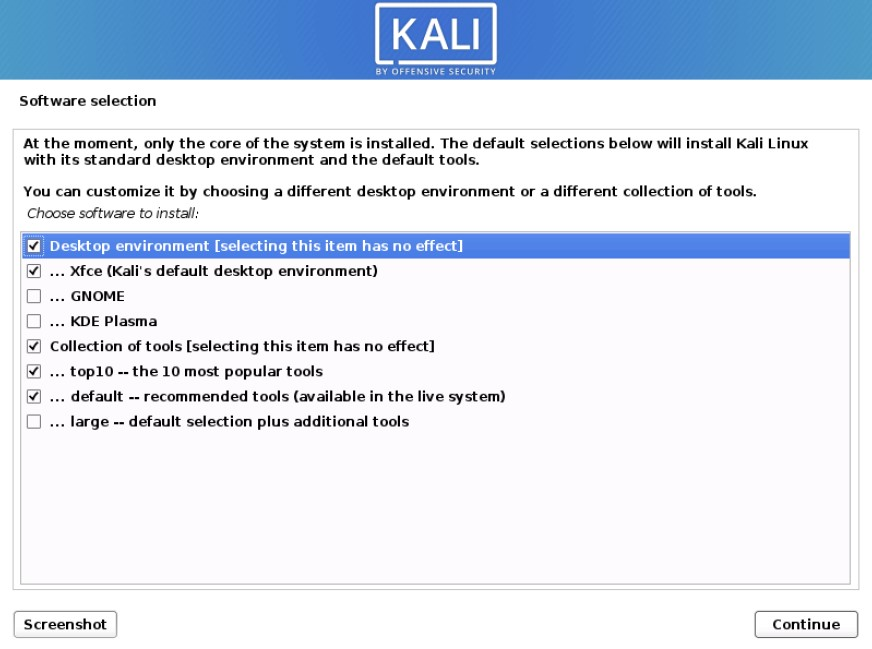 KALI
BY OFFENSIVE SECURITY
Software selection
At the moment, only the core of the system is installed. The default selections below will install Kali Linux
with its standard desktop environment and the default tools.
You can customize it by choosing a different desktop environment or a different collection of tools.
Choose software to install:
Desktop environment [selecting this item has no effect]
... Xfce (Kali's default desktop environment)
... GNOME
... KDE Plasma
Collection of tools [selecting this item has no effect]
... top10 -- the 10 most popular tools
... default -- recommended tools (available in the live system)
... large -- default selection plus additional tools
Screenshot
Continue